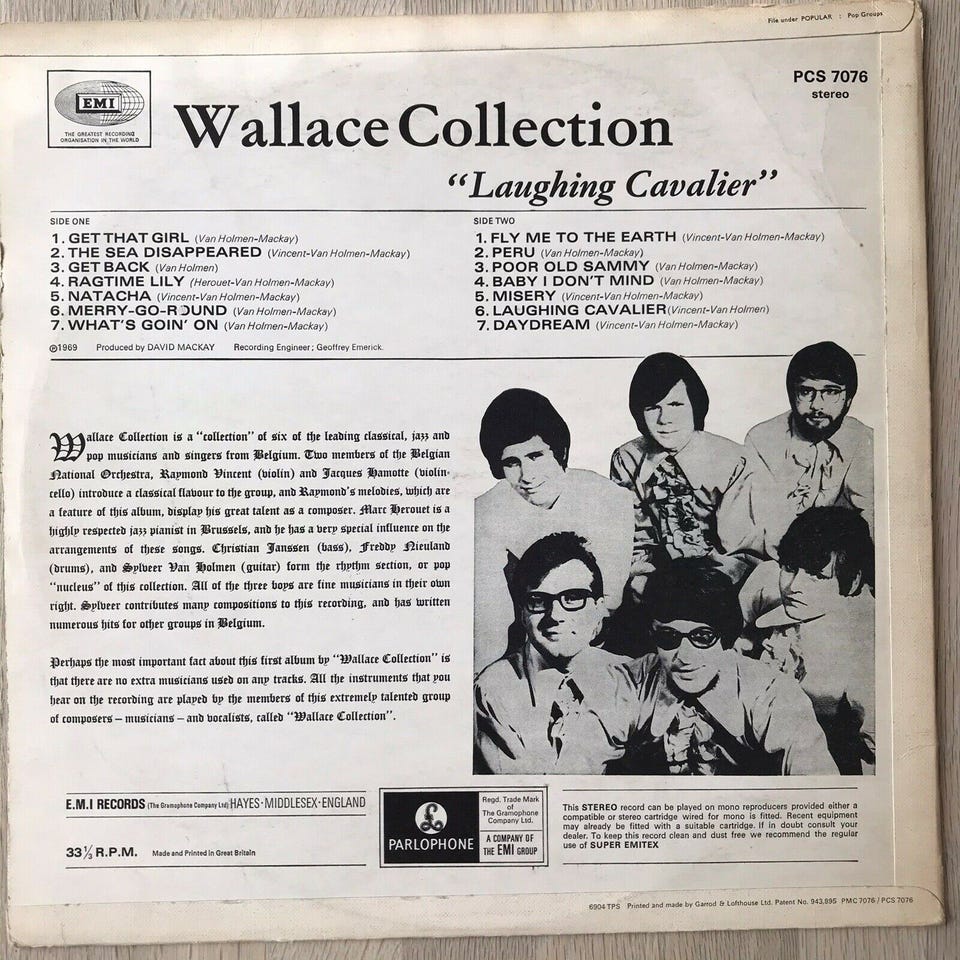 File under POPULAR : Pop Groups
EMI
THE GREATEST RECORDING
ORGANISATION IN THE WORLD
PCS 7076
stereo
Wallace Collection
“Laughing Cavalier”
SIDE ONE
1. GET THAT GIRL (Van Holmen-Mackay)
2. THE SEA DISAPPEARED (Vincent-Van Holmen-Mackay)
3. GET BACK (Van Holmen)
4. RAGTIME LILY (Herouet-Van Holmen-Mackay)
5. NATACHA (Vincent-Van Holmen-Mackay)
6. MERRY-GO-ROUND (Van Holmen-Mackay)
7. WHAT'S GOIN' ON (Van Holmen-Mackay)
SIDE TWO
1. FLY ME TO THE EARTH (Vincent-Van Holmen-Mackay)
2. PERU (Van Holmen-Mackay)
3. POOR OLD SAMMY (Van Holmen-Mackay)
4. BABY I DON'T MIND (Van Holmen-Mackay)
5. MISERY (Vincent-Van Holmen-Mackay)
6. LAUGHING CAVALIER (Vincent-Van Holmen)
7. DAYDREAM (Vincent-Van Holmen-Mackay)
℗1969 Produced by DAVID MACKAY Recording Engineer; Geoffrey Emerick.
Wallace Collection is a “collection” of six of the leading classical, jazz and
pop musicians and singers from Belgium. Two members of the Belgian
National Orchestra, Raymond Vincent (violin) and Jacques Hamotte (violin-
cello) introduce a classical flavour to the group, and Raymond's melodies, which are
a feature of this album, display his great talent as a composer. Marc Herouet is a
highly respected jazz pianist in Brussels, and he has a very special influence on the
arrangements of these songs. Christian Janssen (bass), Freddy Nieuland
(drums), and Sylveer Van Holmen (guitar) form the rhythm section, or pop
“nucleus” of this collection. All of the three boys are fine musicians in their own
right. Sylveer contributes many compositions to this recording, and has written
numerous hits for other groups in Belgium.
Perhaps the most important fact about this first album by “Wallace Collection” is
that there are no extra musicians used on any tracks. All the instruments that you
hear on the recording are played by the members of this extremely talented group
of composers – musicians – and vocalists, called “Wallace Collection”.
E.M.I RECORDS (The Gramophone Company Ltd) HAYES·MIDDLESEX·ENGLAND
33⅓ R.P.M. Made and Printed in Great Britain
£
PARLOPHONE
Regd. Trade Mark
of
The Gramophone
Company Ltd.
A COMPANY OF
THE EMI GROUP
This STEREO record can be played on mono reproducers provided either a
compatible or stereo cartridge wired for mono is fitted. Recent equipment
may already be fitted with a suitable cartridge. If in doubt consult your
dealer. To keep this record clean and dust free we recommend the regular
use of SUPER EMITEX
6904 TPS Printed and made by Garrod & Lofthouse Ltd. Patent No. 943,895 PMC 7076 / PCS 7076